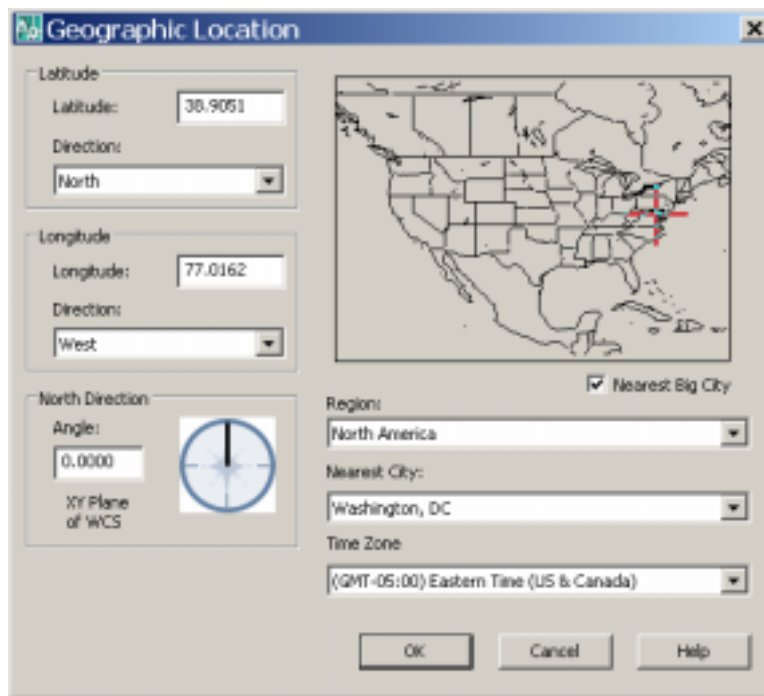 Geographic Location
Latitude
Latitude: 38.9051
Direction:
North
Longitude
Longitude: 77.0162
Direction:
West
North Direction
Angle:
0.0000
XY Plane
of WCS
Nearest Big City
Region:
North America
Nearest City:
Washington, DC
Time Zone
(GMT-05:00) Eastern Time (US & Canada)
OK
Cancel
Help